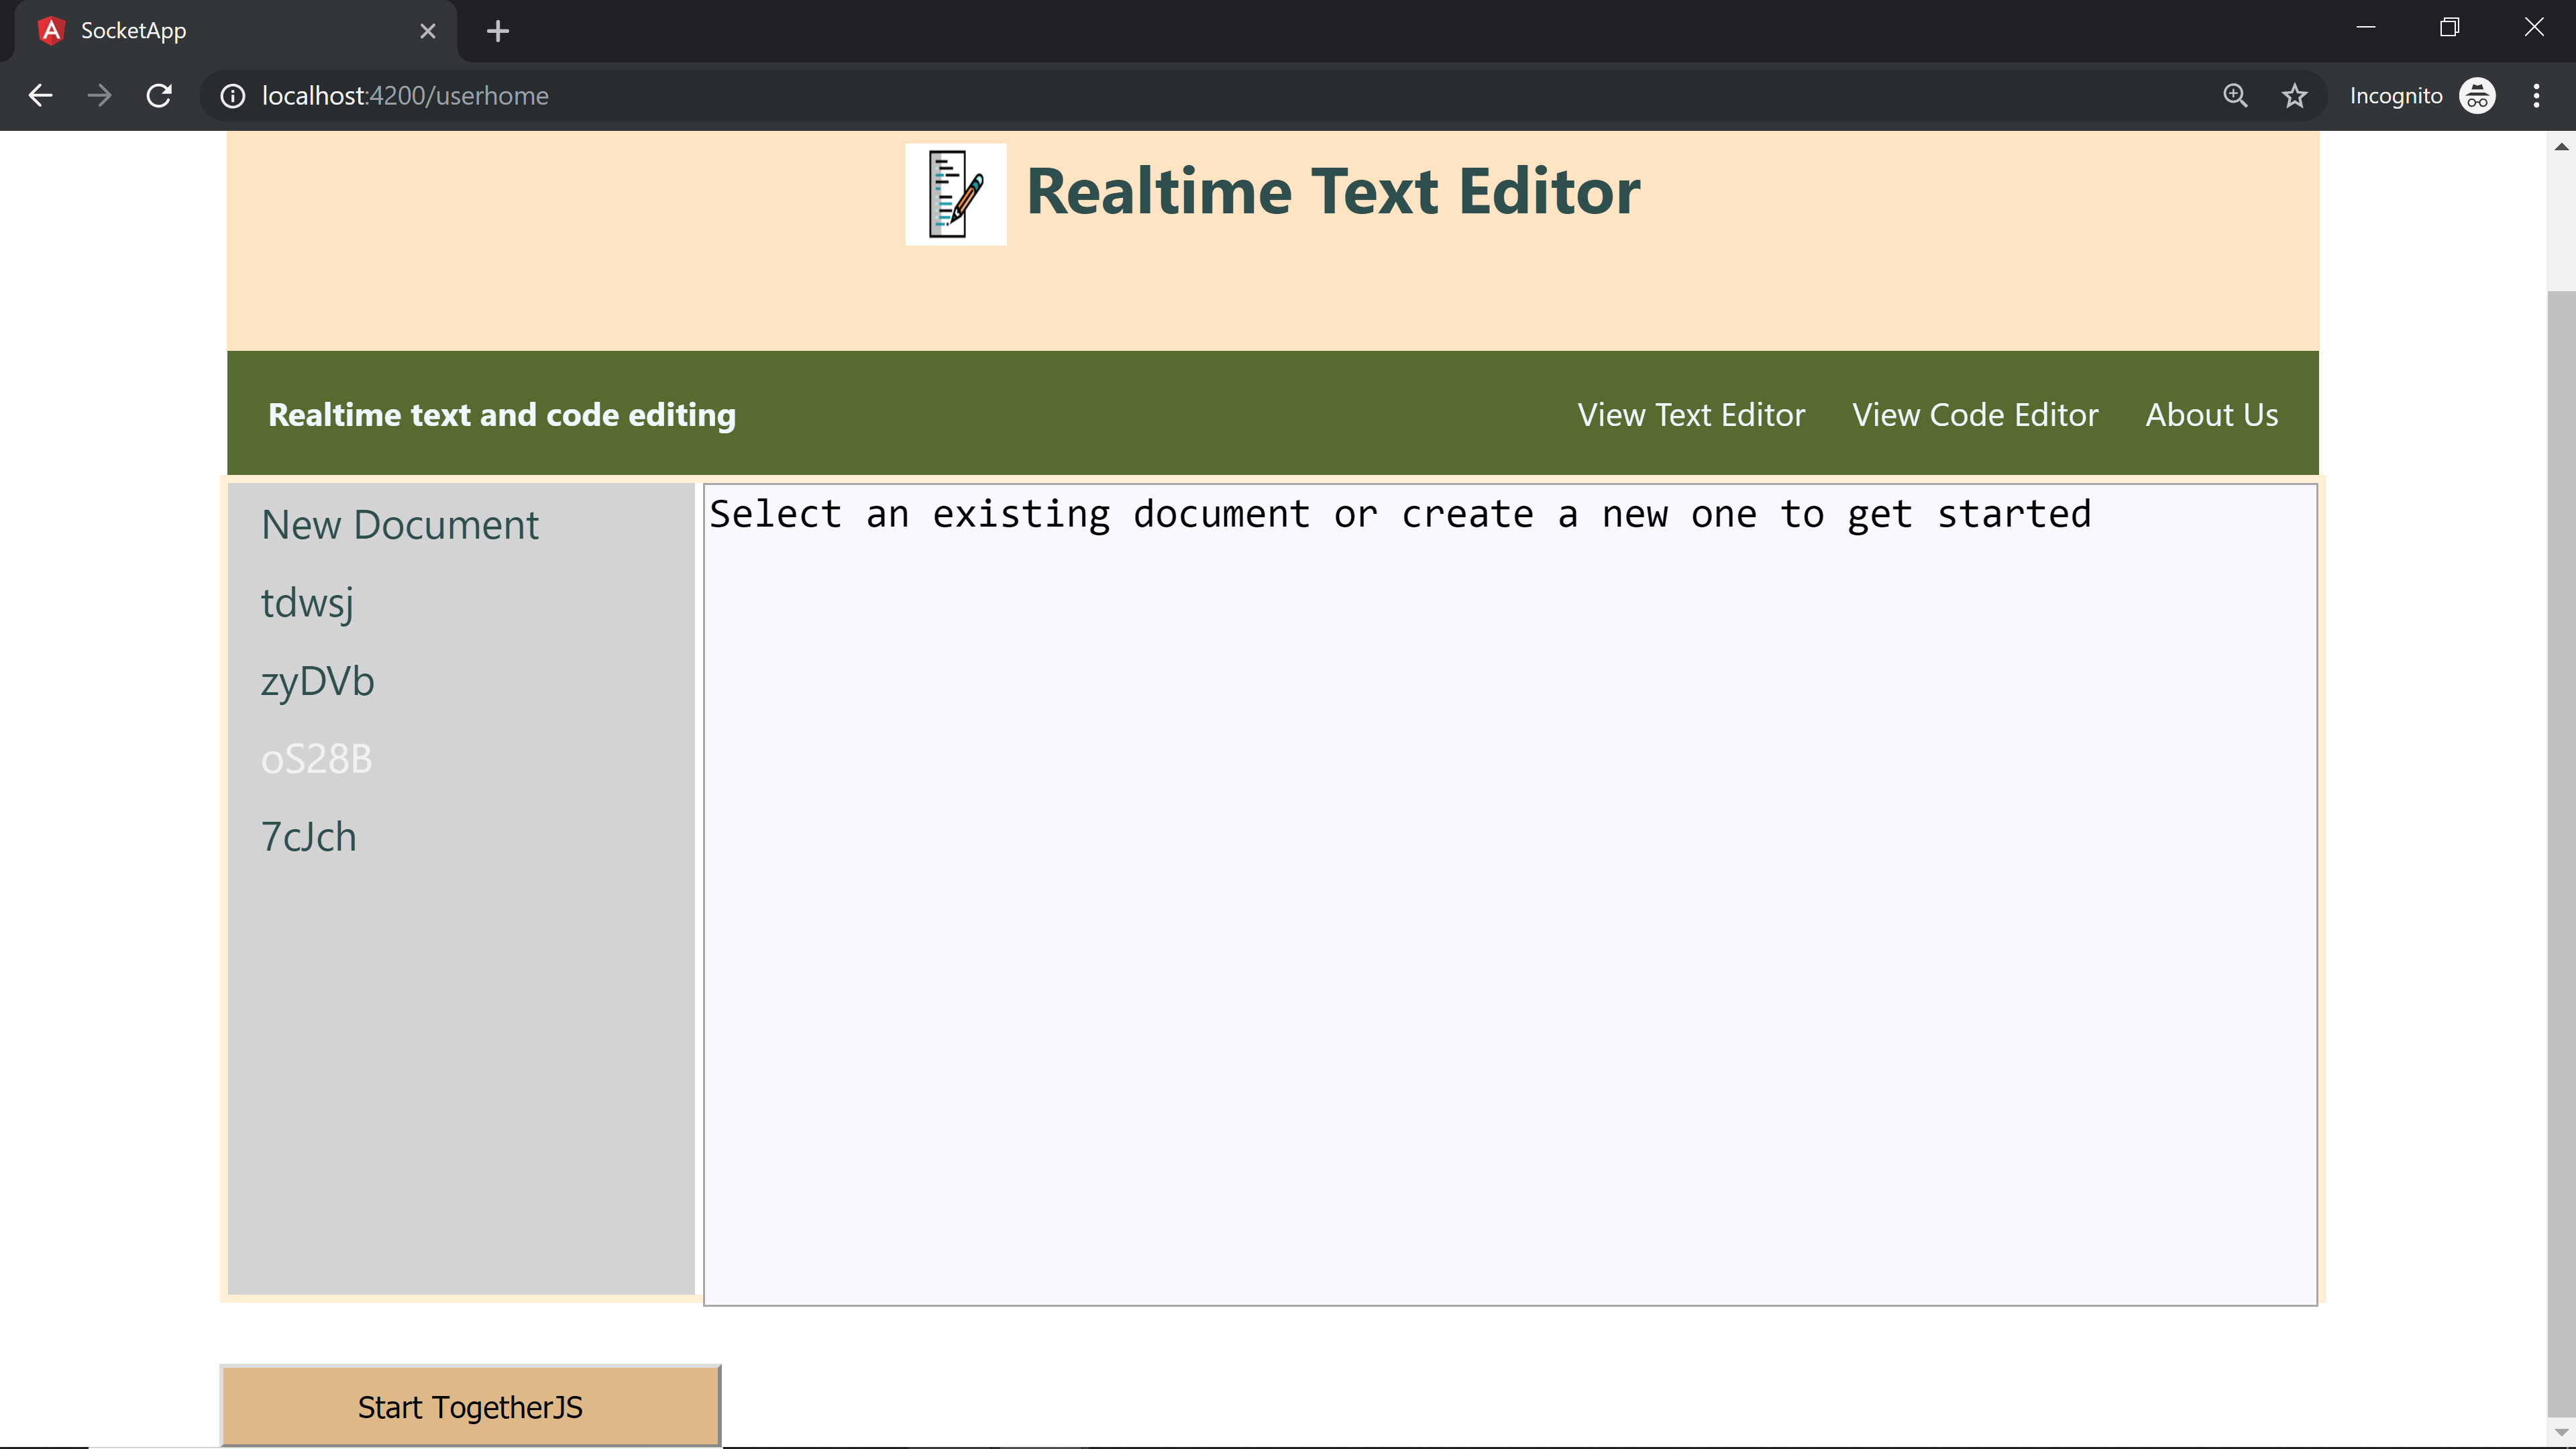 SocketApp
localhost:4200/userhome
Incognito
Realtime Text Editor
Realtime text and code editing
View Text Editor
View Code Editor
About Us
New Document
tdwsj
zyDVb
oS28B
7cJch
Select an existing document or create a new one to get started
Start TogetherJS